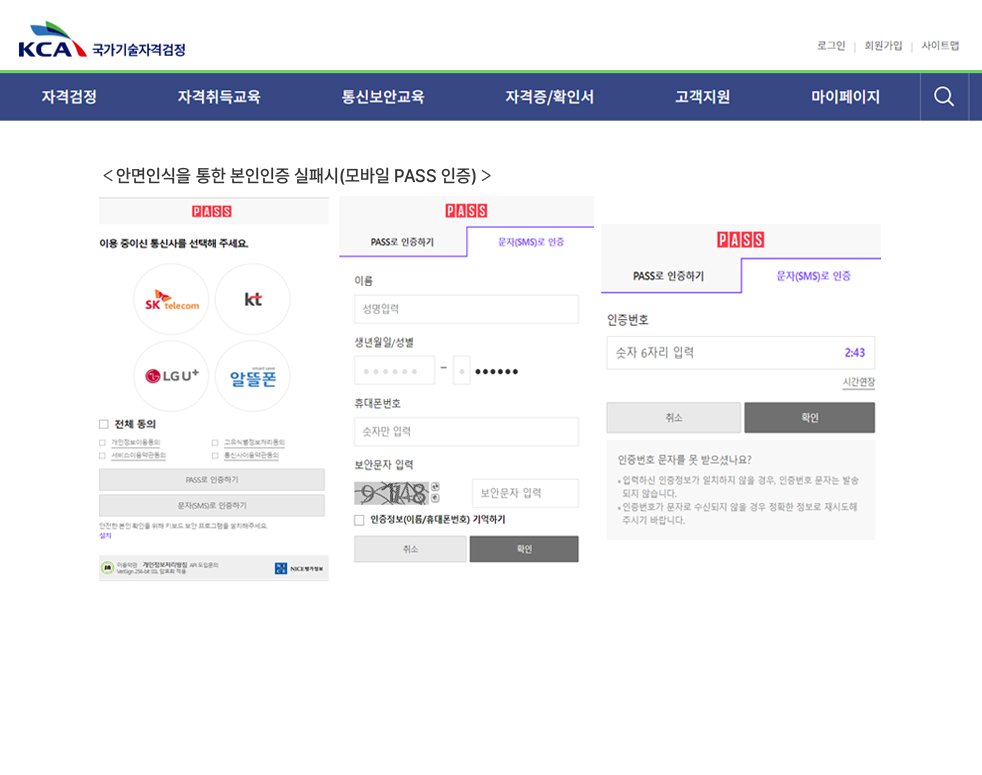 KCA 국가기술자격검정
로그인 | 회원가입 | 사이트맵
자격검정 자격취득교육 통신보안교육 자격증/확인서 고객지원 마이페이지
<안면인식을 통한 본인인증 실패시(모바일 PASS 인증) >
PASS
이용 중이신 통신사를 선택해 주세요.
SK telecom
kt
LG U+
알뜰폰
전체 동의
개인정보이용동의 고유식별정보처리동의
서비스이용약관동의 통신사이용약관동의
PASS로 인증하기
문자(SMS)로 인증하기
안전한 본인 확인을 위해 키보드 보안 프로그램을 설치해주세요.
설치
이용약관 · 개인정보처리방침 API 도입문의
VeriSign 256-bit SSL 암호화 적용
NICE평가정보
PASS
PASS로 인증하기 문자(SMS)로 인증
이름
성명입력
생년월일/성별
휴대폰번호
숫자만 입력
보안문자 입력
보안문자 입력
인증정보(이름/휴대폰번호) 기억하기
취소 확인
PASS
PASS로 인증하기 문자(SMS)로 인증
인증번호
숫자 6자리 입력 2:43
시간연장
취소 확인
인증번호 문자를 못 받으셨나요?
• 입력하신 인증정보가 일치하지 않을 경우, 인증번호 문자는 발송
되지 않습니다.
• 인증번호가 문자로 수신되지 않을 경우 정확한 정보로 재시도해
주시기 바랍니다.